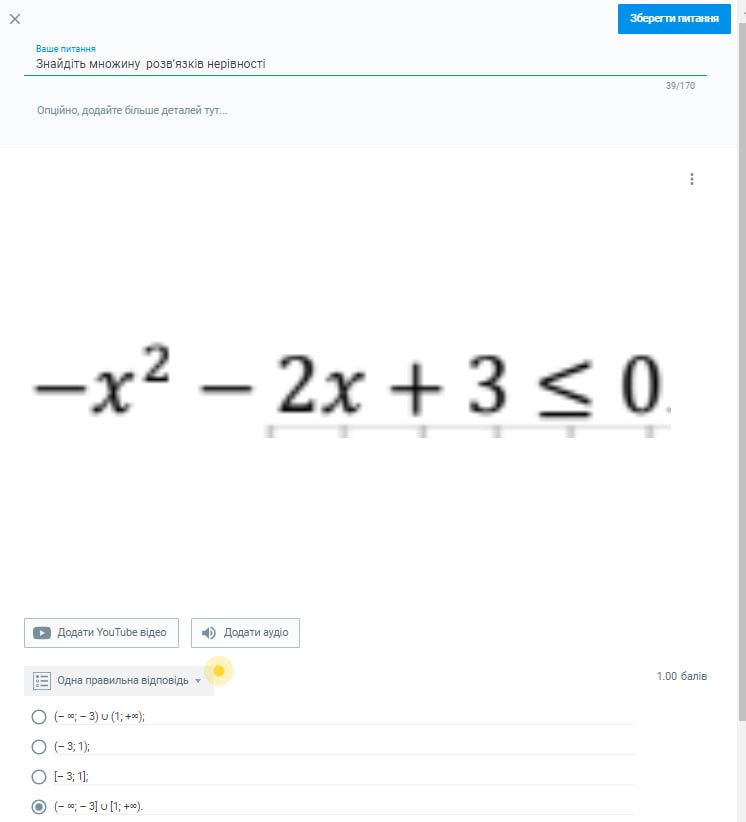 Зберегти питання
Ваше питання
Знайдіть множину розв'язків нерівності
39/170
Опційно, додайте більше деталей тут...
−x² − 2x + 3 ≤ 0.
Додати YouTube відео
Додати аудіо
Одна правильна відповідь
1.00 балів
(− ∞; − 3) ∪ (1; +∞);
(− 3; 1);
[− 3; 1];
(− ∞; − 3] ∪ [1; +∞).